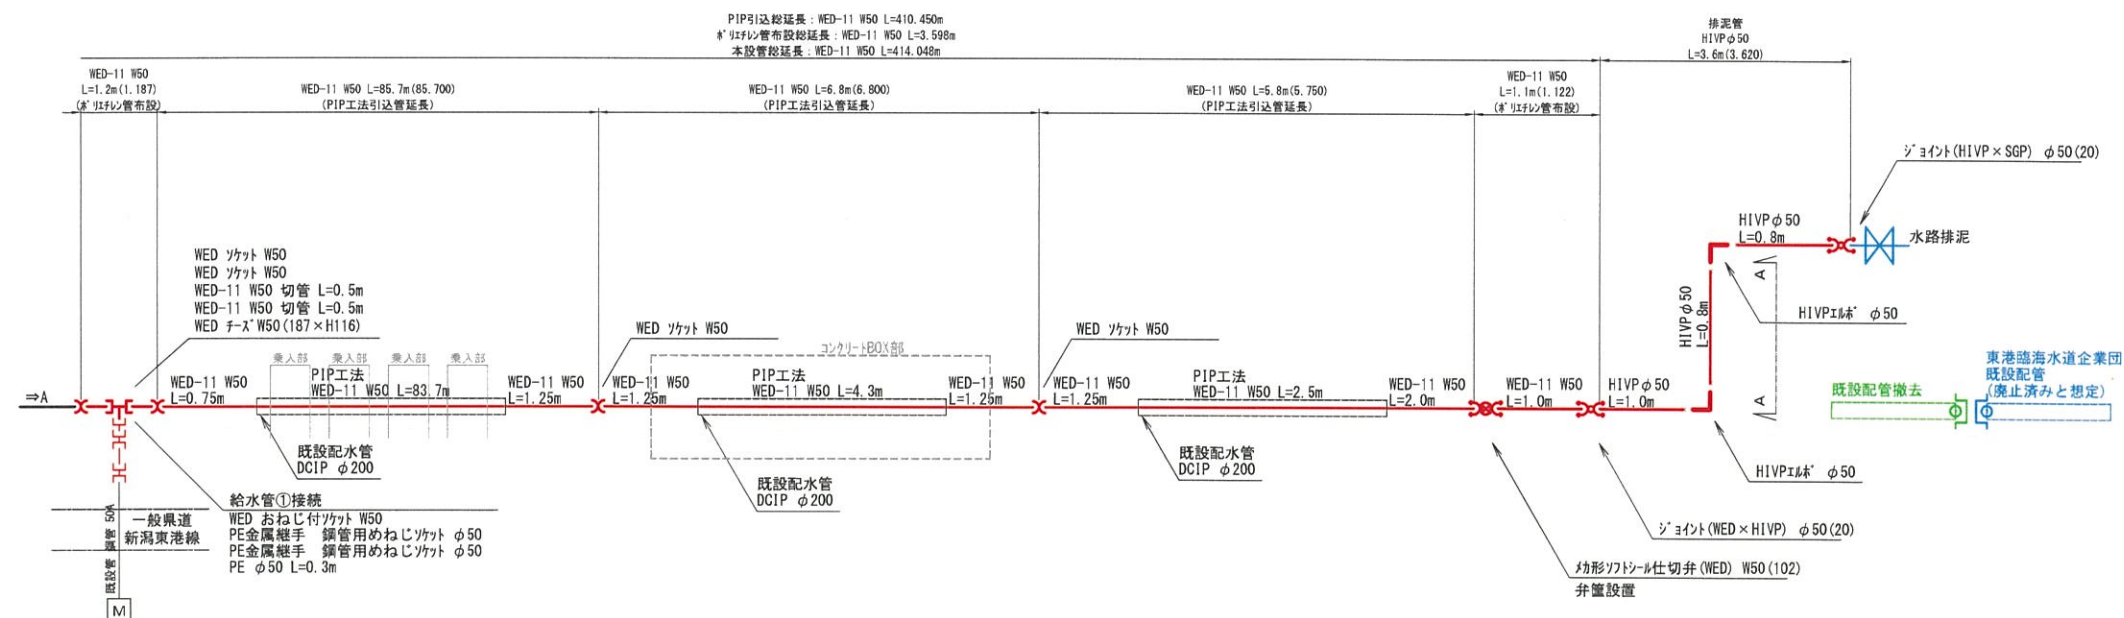 PIP引込総延長：WED-11 W50 L=410.450m
ﾎﾟﾘｴﾁﾚﾝ管布設総延長：WED-11 W50 L=3.598m
本設管総延長：WED-11 W50 L=414.048m
排泥管
HIVPφ50
L=3.6m(3.620)
WED-11 W50
L=1.2m(1.187)
(ﾎﾟﾘｴﾁﾚﾝ管布設)
WED-11 W50 L=85.7m(85.700)
(PIP工法引込管延長)
WED-11 W50 L=6.8m(6.800)
(PIP工法引込管延長)
WED-11 W50 L=5.8m(5.750)
(PIP工法引込管延長)
WED-11 W50
L=1.1m(1.122)
(ﾎﾟﾘｴﾁﾚﾝ管布設)
ｼﾞｮｲﾝﾄ(HIVP×SGP) φ50(20)
HIVPφ50
L=0.8m
水路排泥
WED ｿｹｯﾄ W50
WED ｿｹｯﾄ W50
WED-11 W50 切管 L=0.5m
WED-11 W50 切管 L=0.5m
WED ﾁｰｽﾞW50(187×H116)
WED ｿｹｯﾄ W50
WED ｿｹｯﾄ W50
HIVPφ50
L=0.8m
A
A
HIVPｴﾙﾎﾞ φ50
コンクリートBOX部
乗入部
乗入部
乗入部
乗入部
⇒A
WED-11 W50
L=0.75m
PIP工法
WED-11 W50 L=83.7m
WED-11 W50
L=1.25m
WED-11 W50
L=1.25m
PIP工法
WED-11 W50 L=4.3m
WED-11 W50
L=1.25m
WED-11 W50
L=1.25m
PIP工法
WED-11 W50 L=2.5m
WED-11 W50
L=2.0m
WED-11 W50
L=1.0m
HIVPφ50
L=1.0m
既設配管撤去
東港臨海水道企業団
既設配管
(廃止済みと想定)
既設配水管
DCIP φ200
既設配水管
DCIP φ200
既設配水管
DCIP φ200
HIVPｴﾙﾎﾞ φ50
給水管①接続
WED おねじ付ｿｹｯﾄ W50
PE金属継手 鋼管用めねじｿｹｯﾄ φ50
PE金属継手 鋼管用めねじｿｹｯﾄ φ50
PE φ50 L=0.3m
一般県道
新潟東港線
既設管 鋼管 50A
M
ｼﾞｮｲﾝﾄ(WED×HIVP) φ50(20)
ﾒｶ形ｿﾌﾄｼｰﾙ仕切弁(WED) W50(102)
弁筐設置